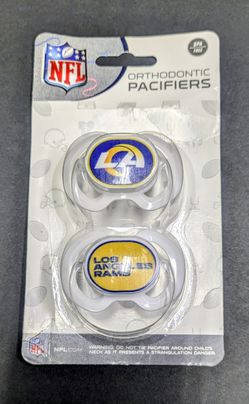 NFL
BPA
FREE
ORTHODONTIC
PACIFIERS
LA
LOS
ANGELES
RAMS
NFL
NFL.COM
WARNING: DO NOT TIE PACIFIER AROUND CHILD'S
NECK AS IT PRESENTS A STRANGULATION DANGER.